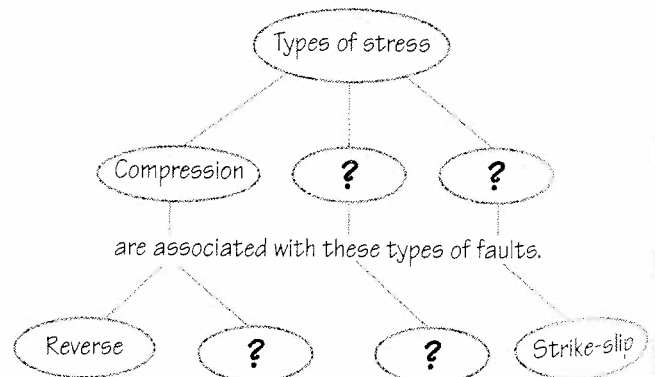 Types of stress
Compression ? ?
are associated with these types of faults.
Reverse ? ? Strike-slip